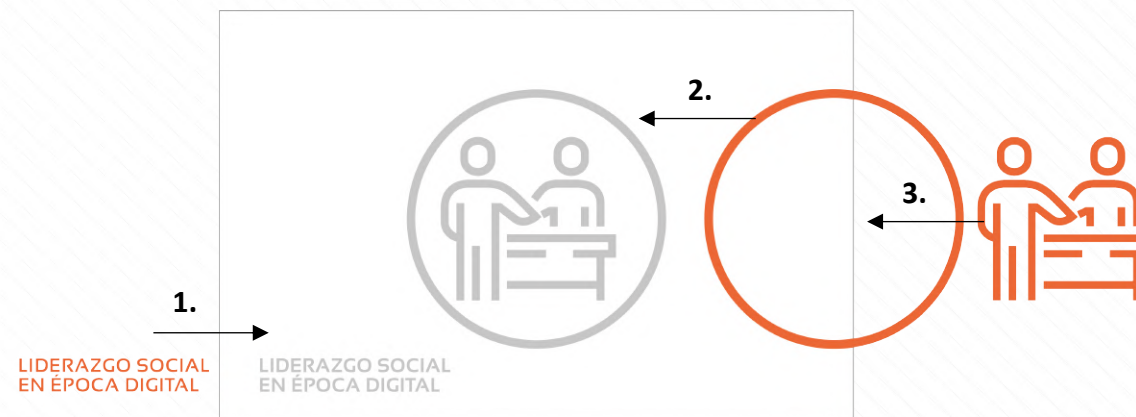 2.
3.
1.
LIDERAZGO SOCIAL
EN ÉPOCA DIGITAL
LIDERAZGO SOCIAL
EN ÉPOCA DIGITAL